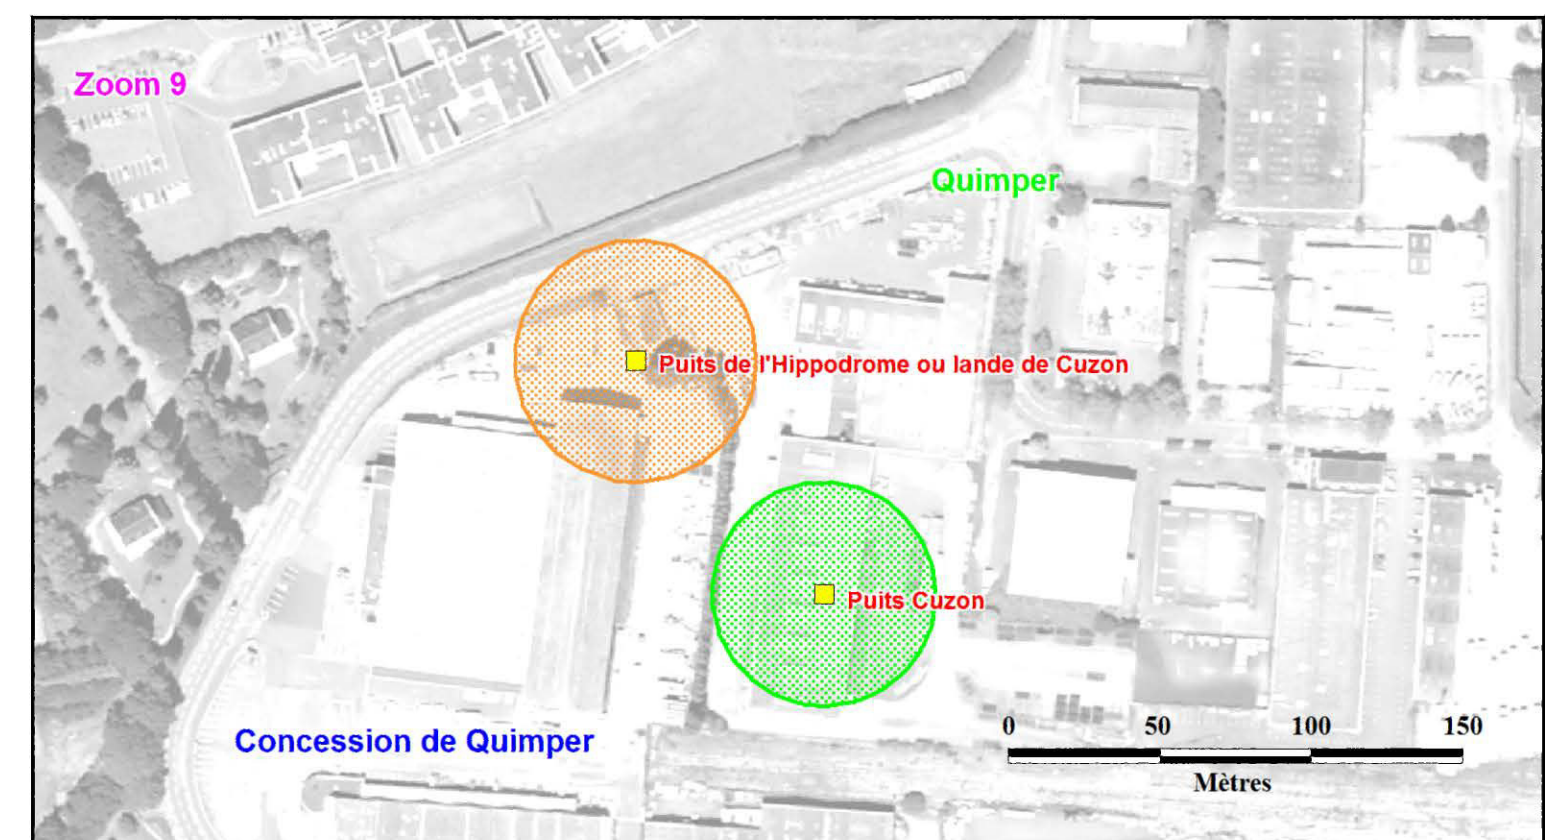 Zoom 9
Quimper
Puits de l'Hippodrome ou lande de Cuzon
Puits Cuzon
Concession de Quimper
0 50 100 150
Mètres